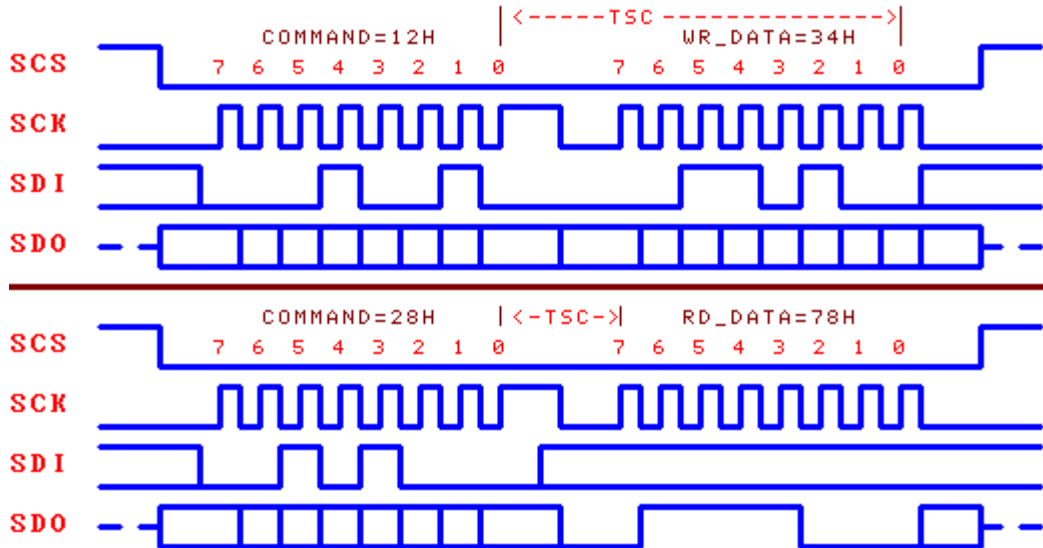 <-----TSC ------------->
COMMAND=12H WR_DATA=34H
SCS 7 6 5 4 3 2 1 0 7 6 5 4 3 2 1 0
SCK
SDI
SDO
COMMAND=28H <-TSC-> RD_DATA=78H
SCS 7 6 5 4 3 2 1 0 7 6 5 4 3 2 1 0
SCK
SDI
SDO